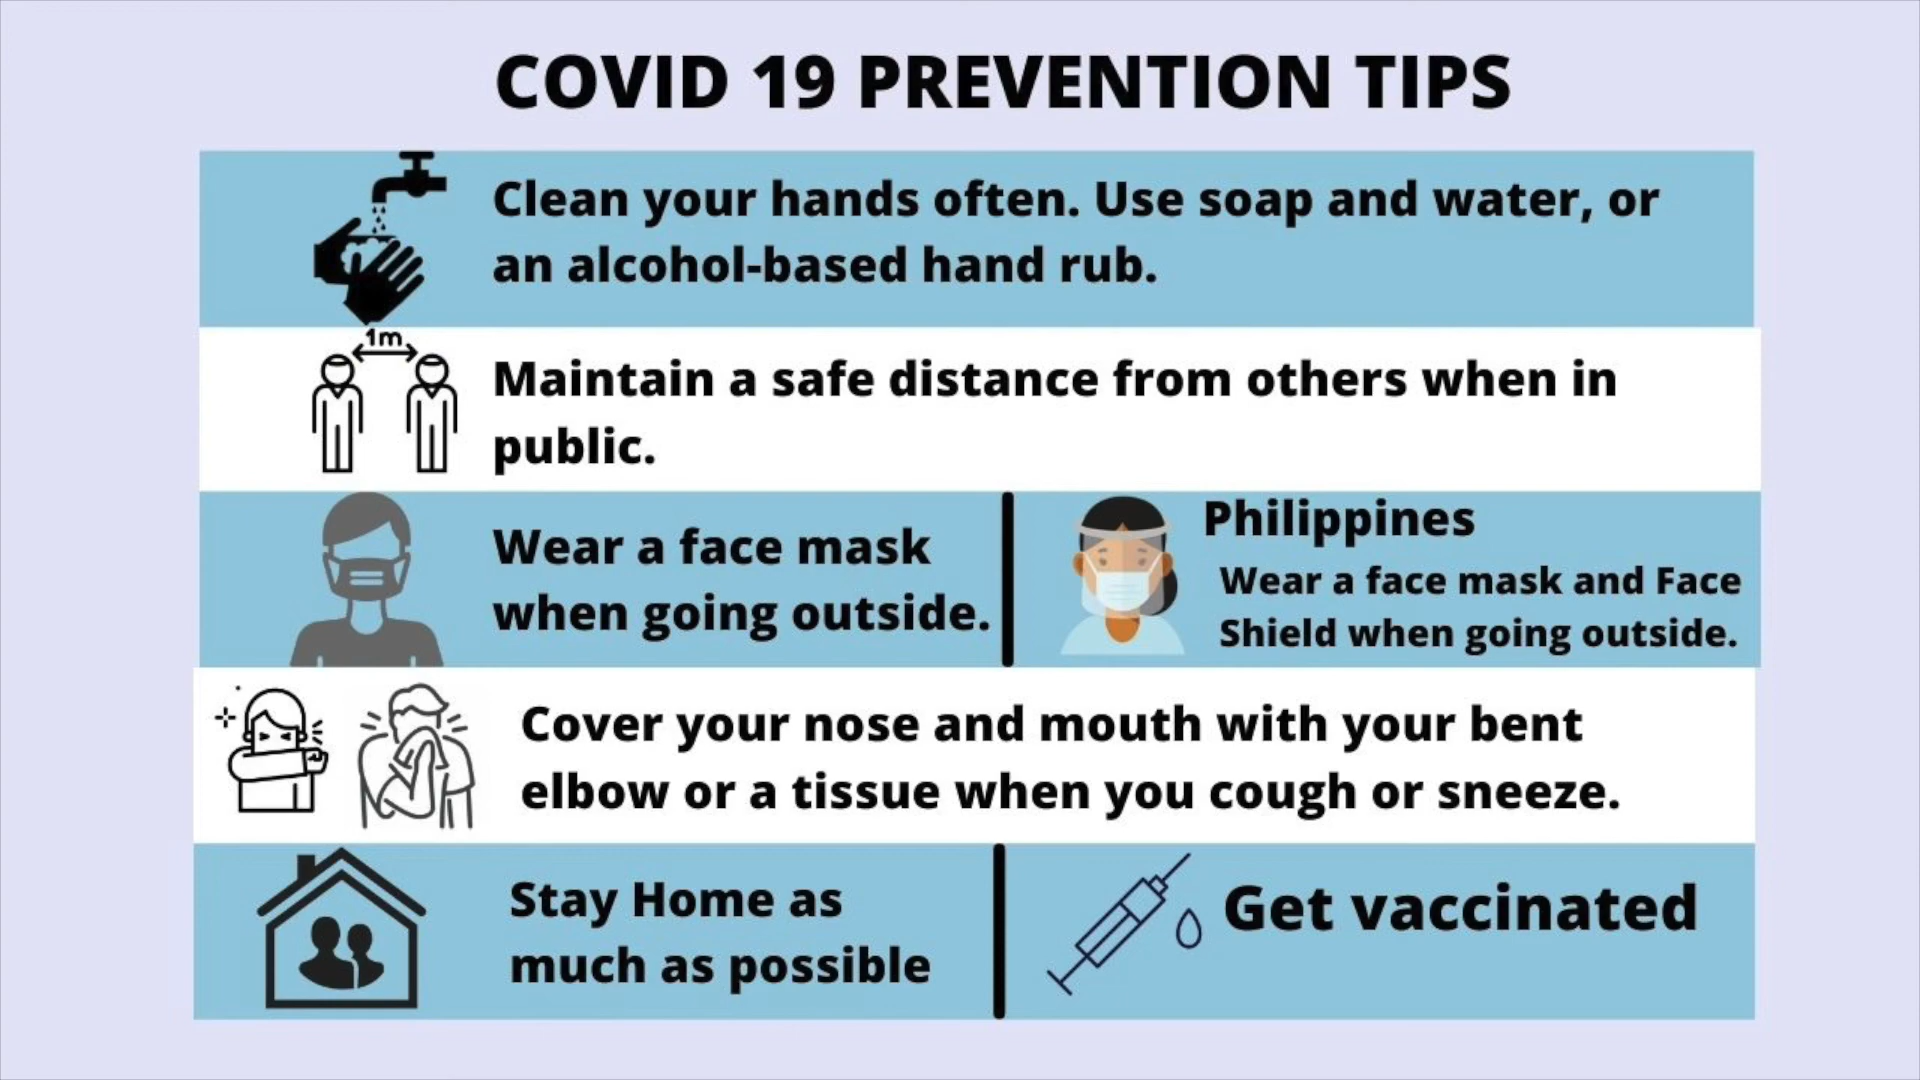 COVID 19 PREVENTION TIPS
Clean your hands often. Use soap and water, or
an alcohol-based hand rub.
1m
Maintain a safe distance from others when in
public.
Wear a face mask
when going outside.
Philippines
Wear a face mask and Face
Shield when going outside.
Cover your nose and mouth with your bent
elbow or a tissue when you cough or sneeze.
Stay Home as
much as possible
Get vaccinated